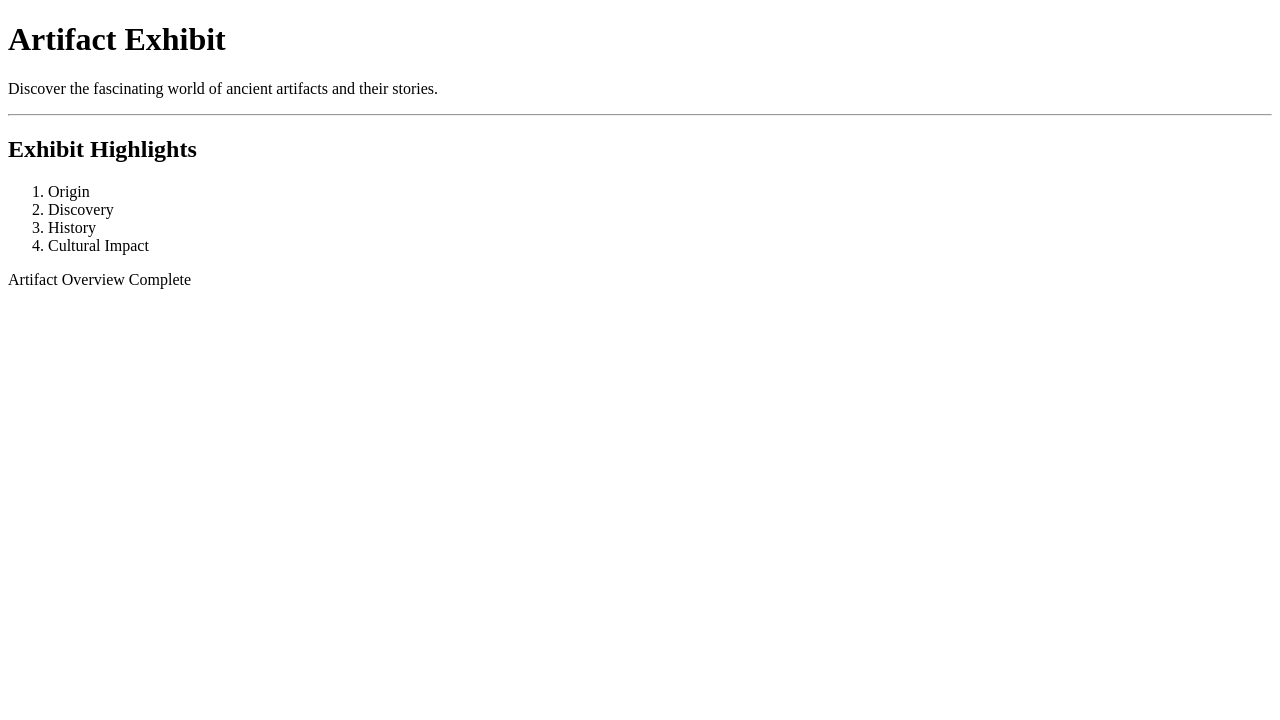 Artifact Exhibit
Discover the fascinating world of ancient artifacts and their stories.
Exhibit Highlights
1. Origin
2. Discovery
3. History
4. Cultural Impact
Artifact Overview Complete